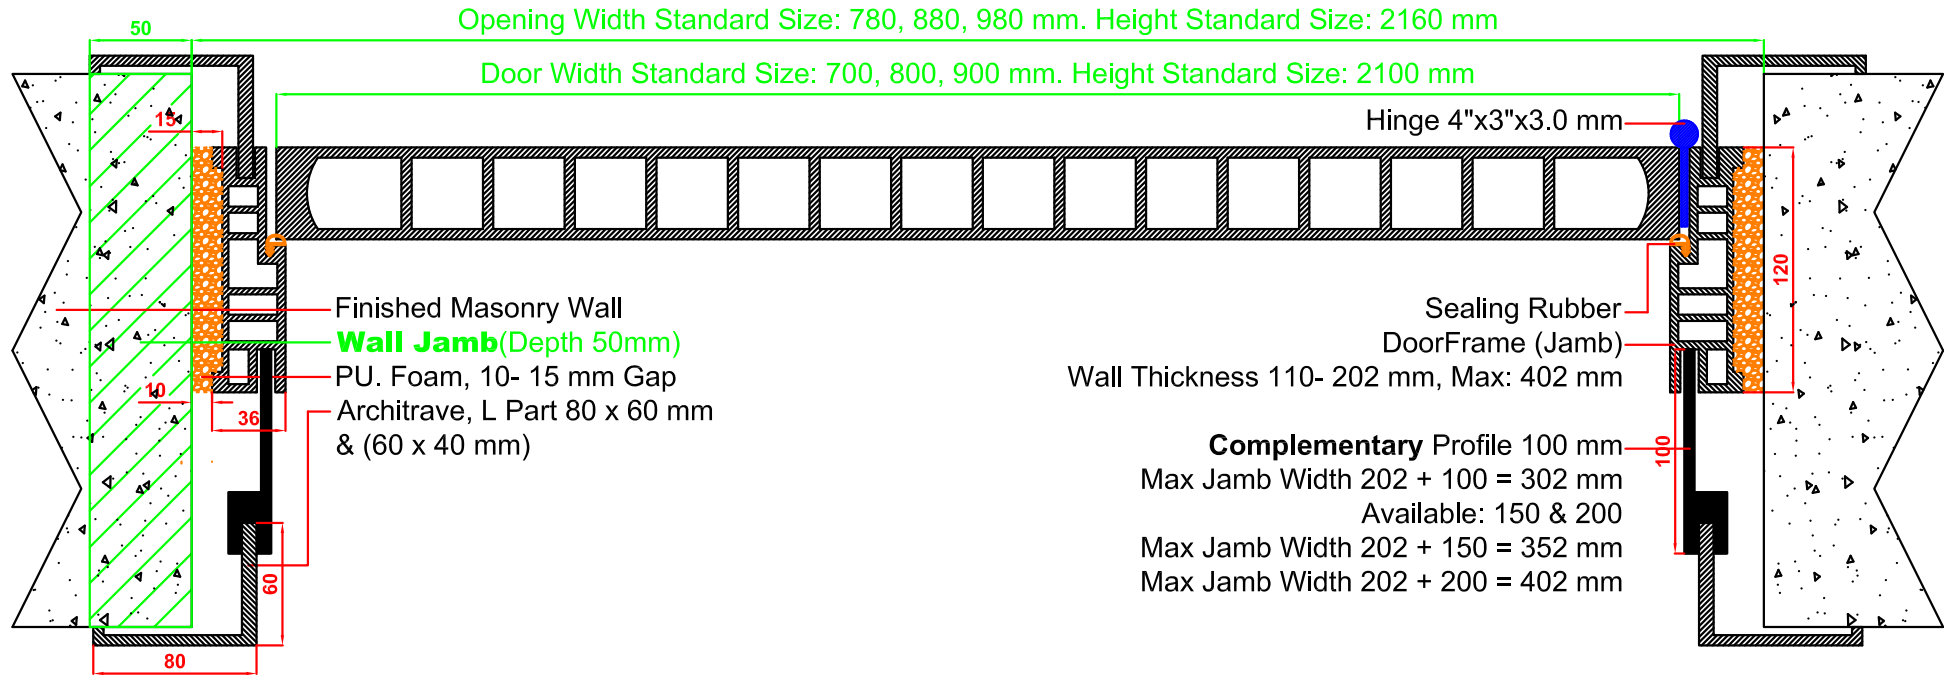 Opening Width Standard Size: 780, 880, 980 mm. Height Standard Size: 2160 mm
50
Door Width Standard Size: 700, 800, 900 mm. Height Standard Size: 2100 mm
15
Hinge 4"x3"x3.0 mm
120
Finished Masonry Wall
Wall Jamb(Depth 50mm)
PU. Foam, 10- 15 mm Gap
Architrave, L Part 80 x 60 mm
& (60 x 40 mm)
10
36
60
80
Sealing Rubber
DoorFrame (Jamb)
Wall Thickness 110- 202 mm, Max: 402 mm
Complementary Profile 100 mm
Max Jamb Width 202 + 100 = 302 mm
Available: 150 & 200
Max Jamb Width 202 + 150 = 352 mm
Max Jamb Width 202 + 200 = 402 mm
100